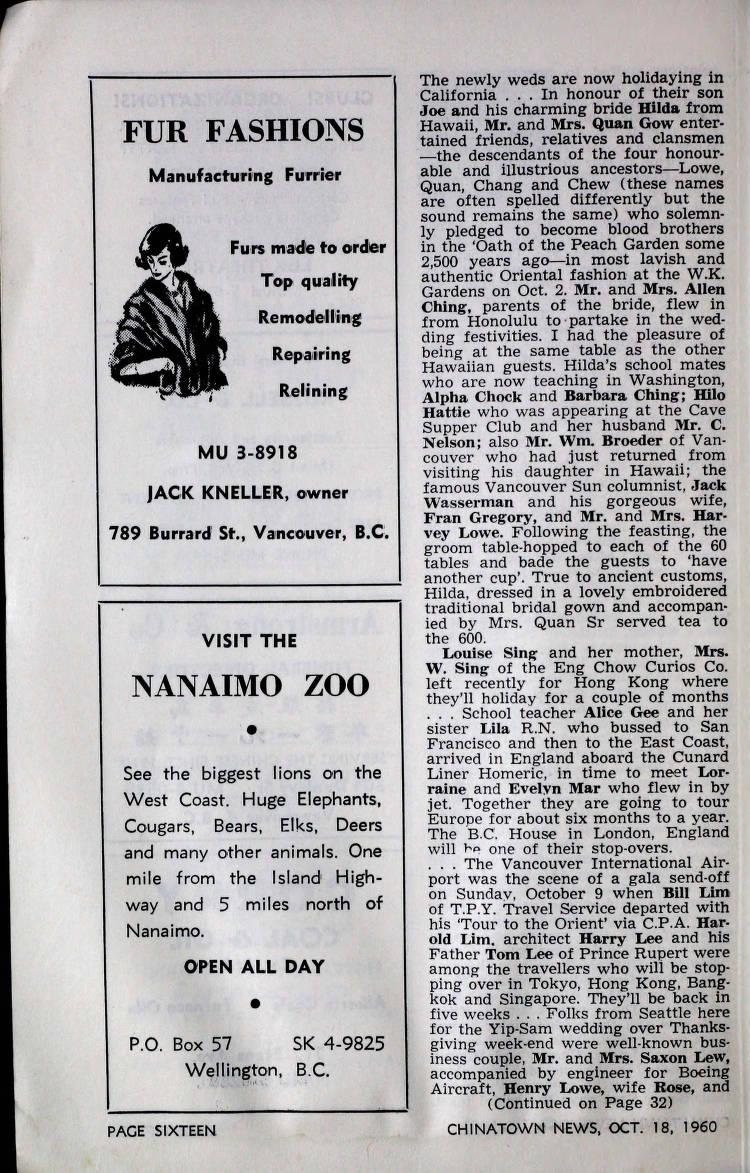 FUR FASHIONS
Manufacturing Furrier
Furs made to order
Top quality
Remodelling
Repairing
Relining
MU 3-8918
JACK KNELLER, owner
789 Burrard St., Vancouver, B.C.
VISIT THE
NANAIMO ZOO
•
See the biggest lions on the
West Coast. Huge Elephants,
Cougars, Bears, Elks, Deers
and many other animals. One
mile from the Island High-
way and 5 miles north of
Nanaimo.
OPEN ALL DAY
•
P.O. Box 57 SK 4-9825
Wellington, B.C.
The newly weds are now holidaying in
California . . . In honour of their son
Joe and his charming bride Hilda from
Hawaii, Mr. and Mrs. Quan Gow enter-
tained friends, relatives and clansmen
—the descendants of the four honour-
able and illustrious ancestors—Lowe,
Quan, Chang and Chew (these names
are often spelled differently but the
sound remains the same) who solemn-
ly pledged to become blood brothers
in the 'Oath of the Peach Garden some
2,500 years ago—in most lavish and
authentic Oriental fashion at the W.K.
Gardens on Oct. 2. Mr. and Mrs. Allen
Ching, parents of the bride, flew in
from Honolulu to partake in the wed-
ding festivities. I had the pleasure of
being at the same table as the other
Hawaiian guests. Hilda's school mates
who are now teaching in Washington,
Alpha Chock and Barbara Ching; Hilo
Hattie who was appearing at the Cave
Supper Club and her husband Mr. C.
Nelson; also Mr. Wm. Broeder of Van-
couver who had just returned from
visiting his daughter in Hawaii; the
famous Vancouver Sun columnist, Jack
Wasserman and his gorgeous wife,
Fran Gregory, and Mr. and Mrs. Har-
vey Lowe. Following the feasting, the
groom table-hopped to each of the 60
tables and bade the guests to 'have
another cup'. True to ancient customs,
Hilda, dressed in a lovely embroidered
traditional bridal gown and accompan-
ied by Mrs. Quan Sr served tea to
the 600.
Louise Sing and her mother, Mrs.
W. Sing of the Eng Chow Curios Co.
left recently for Hong Kong where
they'll holiday for a couple of months
. . . School teacher Alice Gee and her
sister Lila R.N. who bussed to San
Francisco and then to the East Coast,
arrived in England aboard the Cunard
Liner Homeric, in time to meet Lor-
raine and Evelyn Mar who flew in by
jet. Together they are going to tour
Europe for about six months to a year.
The B.C. House in London, England
will be one of their stop-overs.
. . . The Vancouver International Air-
port was the scene of a gala send-off
on Sunday, October 9 when Bill Lim
of T.P.Y. Travel Service departed with
his 'Tour to the Orient' via C.P.A. Har-
old Lim, architect Harry Lee and his
Father Tom Lee of Prince Rupert were
among the travellers who will be stop-
ping over in Tokyo, Hong Kong, Bang-
kok and Singapore. They'll be back in
five weeks . . . Folks from Seattle here
for the Yip-Sam wedding over Thanks-
giving week-end were well-known bus-
iness couple, Mr. and Mrs. Saxon Lew,
accompanied by engineer for Boeing
Aircraft, Henry Lowe, wife Rose, and
(Continued on Page 32)
PAGE SIXTEEN
CHINATOWN NEWS, OCT. 18, 1960